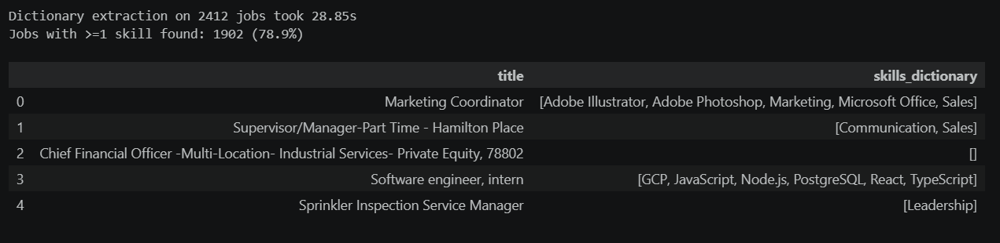 Dictionary extraction on 2412 jobs took 28.85s
Jobs with >=1 skill found: 1902 (78.9%)
title skills_dictionary
0 Marketing Coordinator [Adobe Illustrator, Adobe Photoshop, Marketing, Microsoft Office, Sales]
1 Supervisor/Manager-Part Time - Hamilton Place [Communication, Sales]
2 Chief Financial Officer -Multi-Location- Industrial Services- Private Equity, 78802 []
3 Software engineer, intern [GCP, JavaScript, Node.js, PostgreSQL, React, TypeScript]
4 Sprinkler Inspection Service Manager [Leadership]